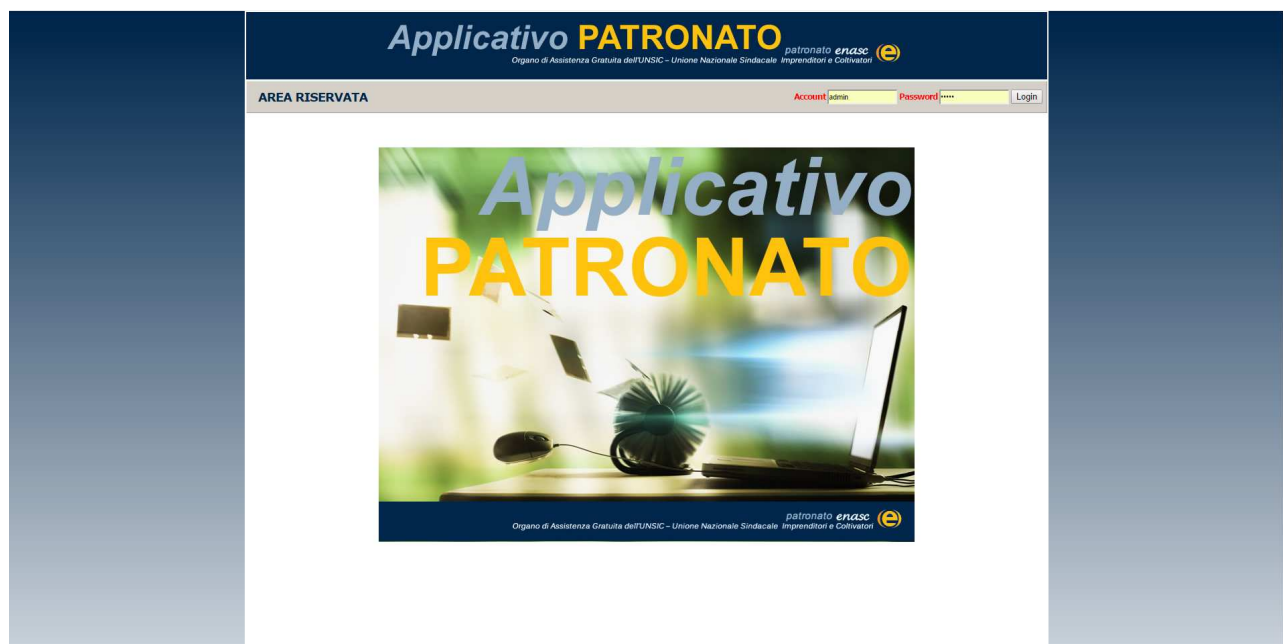 Applicativo PATRONATO
patronato enasc e
Organo di Assistenza Gratuita dell'UNSIC – Unione Nazionale Sindacale Imprenditori e Coltivatori
AREA RISERVATA Account admin Password ••••• Login
Applicativo
PATRONATO
patronato enasc e
Organo di Assistenza Gratuita dell'UNSIC – Unione Nazionale Sindacale Imprenditori e Coltivatori